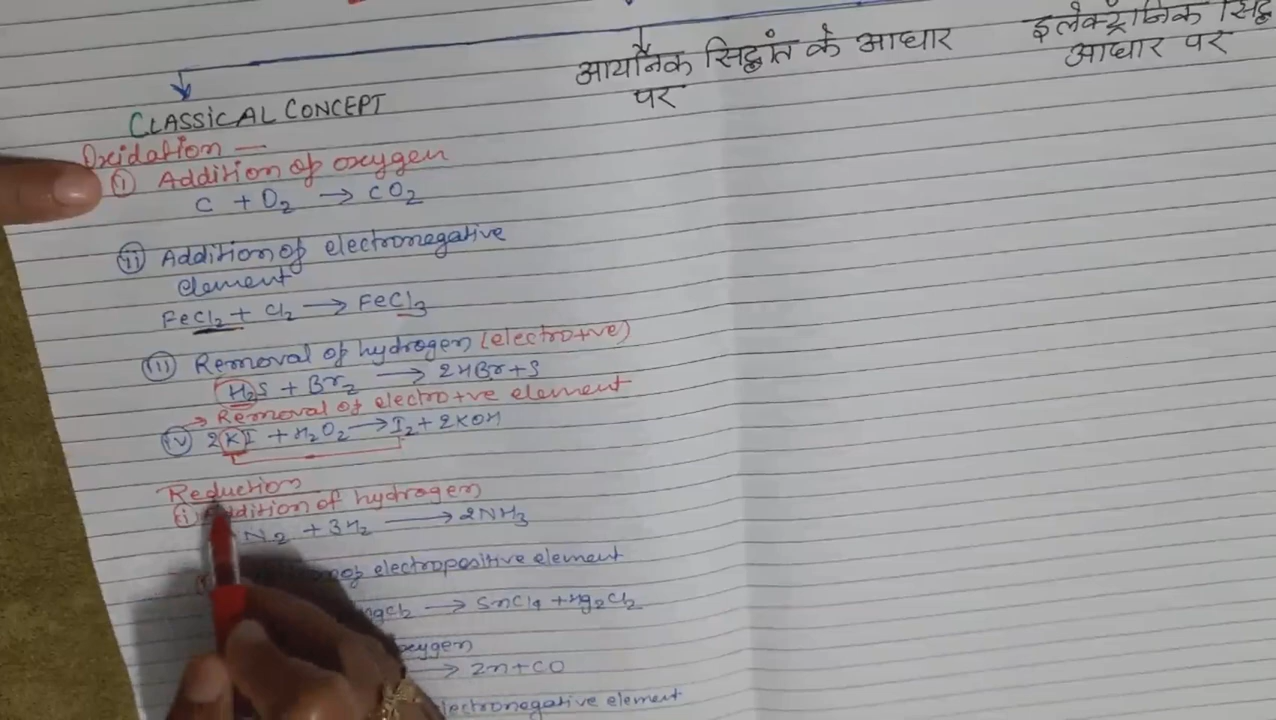 आयनिक सिद्धांत के आधार
पर
इलेक्ट्रॉनिक
आधार पर
CLASSICAL CONCEPT
Oxidation —
(i) Addition of oxygen
C + O2 → CO2
(ii) Addition of electronegative
element
FeCl2 + Cl2 → FeCl3
(iii) Removal of hydrogen (electro+ve)
H2S + Br2 → 2HBr+S
→ Removal of electro+ve element
(iv) 2KI + H2O2 → I2 + 2KOH
Reduction
(i) Addition of hydrogen
N2 + 3H2 → 2NH3
of electropositive element
HgCl2 → SnCl4 + Hg2Cl2
oxygen
→ Zn+CO
electronegative element